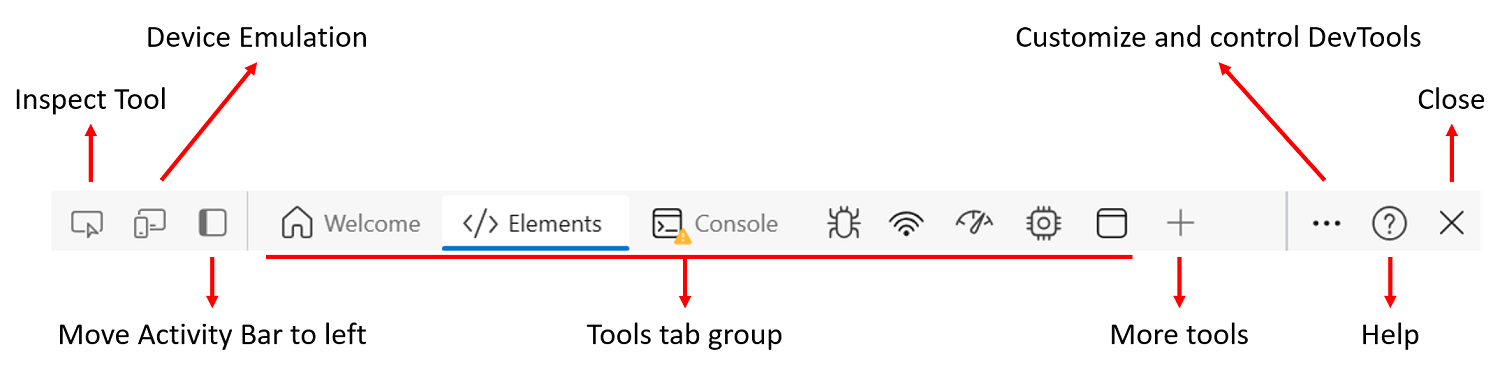 Device Emulation
Customize and control DevTools
Inspect Tool
Close
Welcome
</> Elements
Console
Move Activity Bar to left
Tools tab group
More tools
Help